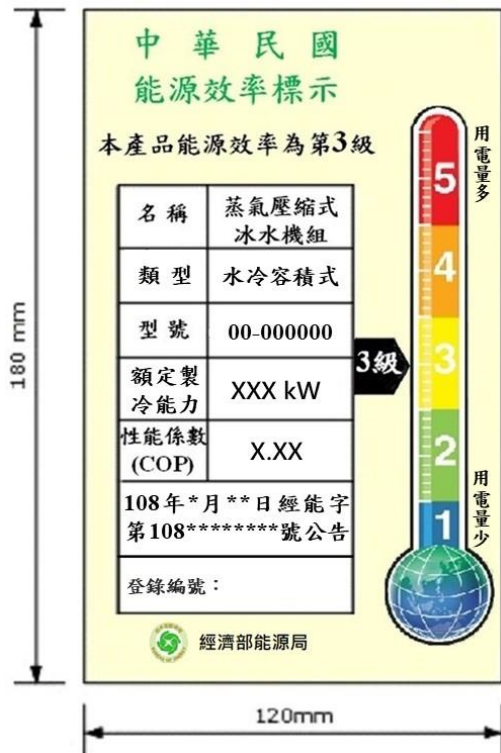 中華民國
能源效率標示
本產品能源效率為第3級
名稱
蒸氣壓縮式
冰水機組
類型
水冷容積式
型號
00-000000
額定製
冷能力
XXX kW
性能係數
(COP)
X.XX
108年*月**日經能字
第108********號公告
登錄編號：
經濟部能源局
3級
用電量多
5
4
3
2
1
用電量少
180 mm
120mm